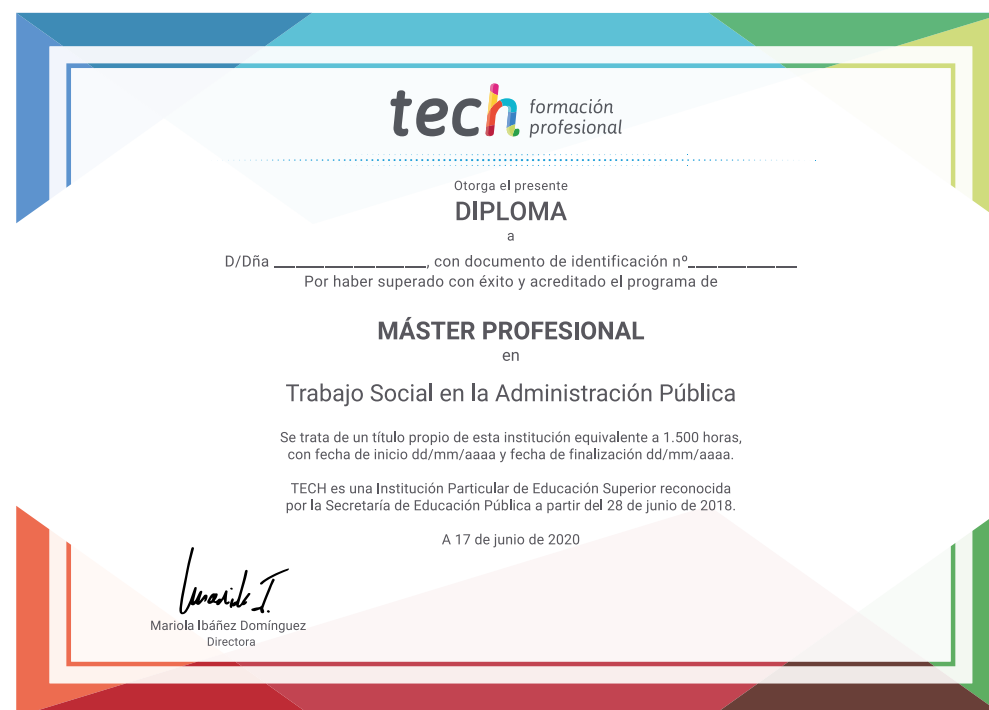 tech formación
profesional
Otorga el presente
DIPLOMA
a
D/Dña _______________, con documento de identificación nº___________
Por haber superado con éxito y acreditado el programa de
MÁSTER PROFESIONAL
en
Trabajo Social en la Administración Pública
Se trata de un título propio de esta institución equivalente a 1.500 horas,
con fecha de inicio dd/mm/aaaa y fecha de finalización dd/mm/aaaa.
TECH es una Institución Particular de Educación Superior reconocida
por la Secretaría de Educación Pública a partir del 28 de junio de 2018.
A 17 de junio de 2020
Mariola Ibáñez Domínguez
Directora